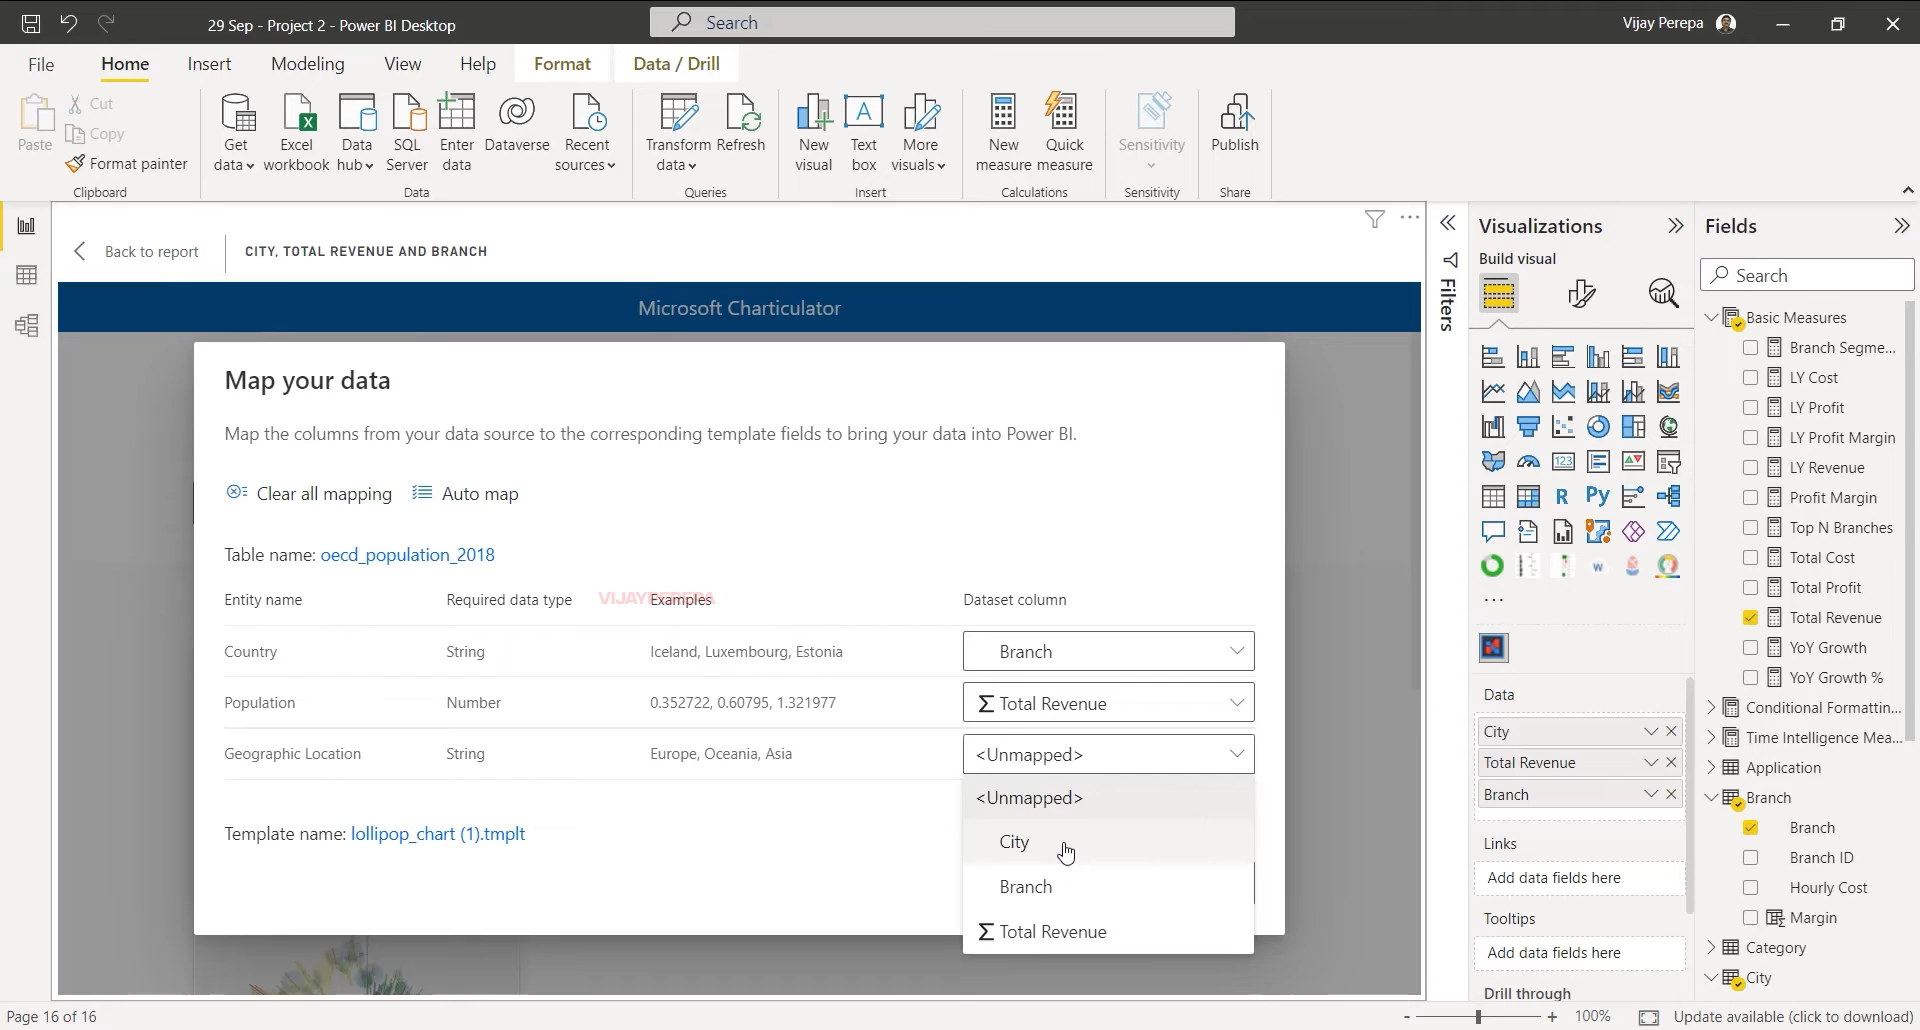 29 Sep - Project 2 - Power BI Desktop
Search
Vijay Perepa
File Home Insert Modeling View Help Format Data / Drill
Paste
Cut
Copy
Format painter
Clipboard
Get data
Excel workbook
Data hub
SQL Server
Enter data
Dataverse
Recent sources
Data
Transform data
Refresh
Queries
New visual
Text box
More visuals
Insert
New measure
Quick measure
Calculations
Sensitivity
Sensitivity
Publish
Share
Back to report
CITY, TOTAL REVENUE AND BRANCH
Microsoft Charticulator
Map your data
Map the columns from your data source to the corresponding template fields to bring your data into Power BI.
Clear all mapping
Auto map
Table name: oecd_population_2018
VIJAY PEREPA
Entity name Required data type Examples Dataset column
Country String Iceland, Luxembourg, Estonia Branch
Population Number 0.352722, 0.60795, 1.321977 Σ Total Revenue
Geographic Location String Europe, Oceania, Asia <Unmapped>
<Unmapped>
City
Branch
Σ Total Revenue
Template name: lollipop_chart (1).tmplt
Filters
Visualizations
Build visual
123
R
Py
W
...
Data
City
Total Revenue
Branch
Links
Add data fields here
Tooltips
Add data fields here
Drill through
Fields
Search
Basic Measures
Branch Segme...
LY Cost
LY Profit
LY Profit Margin
LY Revenue
Profit Margin
Top N Branches
Total Cost
Total Profit
Total Revenue
YoY Growth
YoY Growth %
Conditional Formattin...
Time Intelligence Mea...
Application
Branch
Branch
Branch ID
Hourly Cost
Margin
Category
City
Page 16 of 16
- + 100%
Update available (click to download)